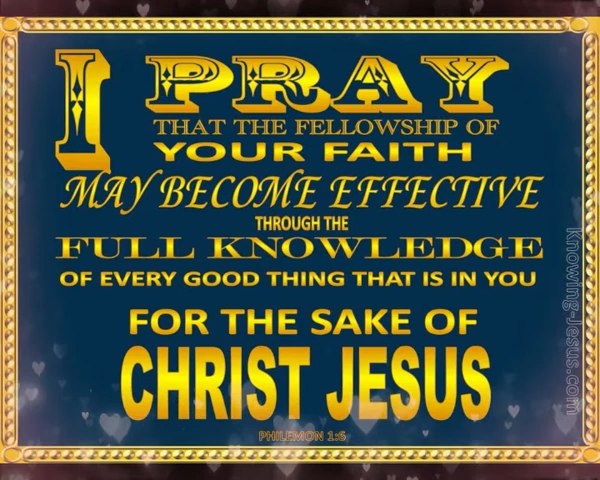 I PRAY
THAT THE FELLOWSHIP OF
YOUR FAITH
MAY BECOME EFFECTIVE
THROUGH THE
FULL KNOWLEDGE
OF EVERY GOOD THING THAT IS IN YOU
FOR THE SAKE OF
CHRIST JESUS
PHILEMON 1:6
knowing-Jesus.com